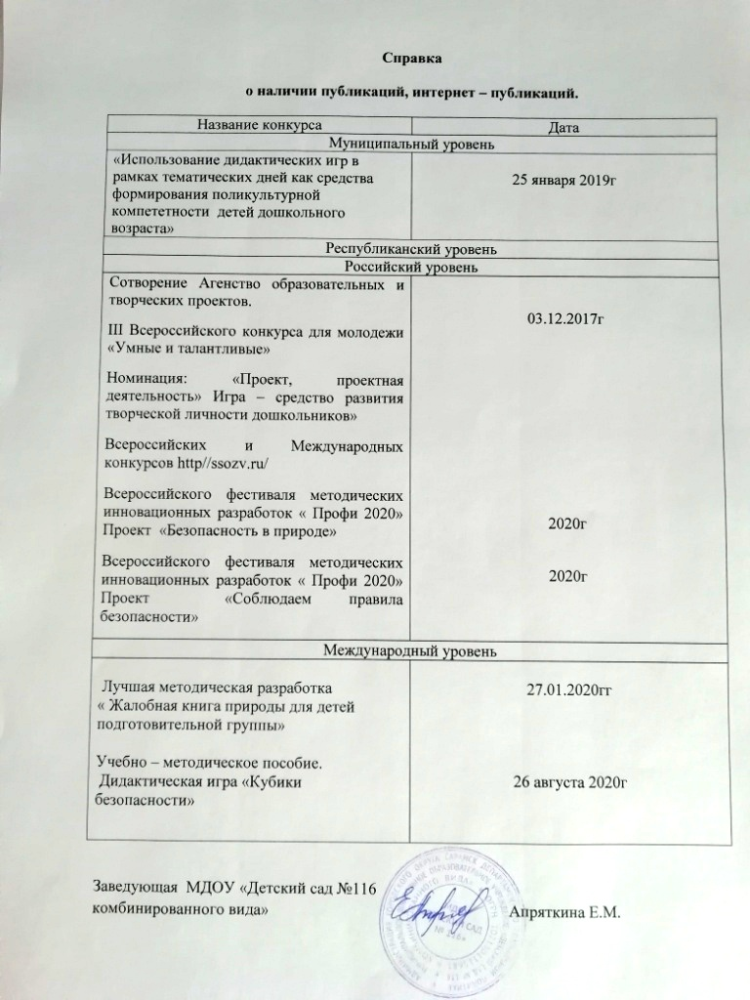 Справка
о наличии публикаций, интернет – публикаций.
Название конкурса
Дата
Муниципальный уровень
«Использование дидактических игр в
рамках тематических дней как средства
формирования поликультурной
компететности детей дошкольного
возраста»
25 января 2019г
Республиканский уровень
Российский уровень
Сотворение Агенство образовательных и
творческих проектов.
03.12.2017г
III Всероссийского конкурса для молодежи
«Умные и талантливые»
Номинация: «Проект, проектная
деятельность» Игра – средство развития
творческой личности дошкольников»
Всероссийских и Международных
конкурсов http//ssozv.ru/
Всероссийского фестиваля методических
инновационных разработок « Профи 2020»
Проект «Безопасность в природе»
2020г
Всероссийского фестиваля методических
инновационных разработок « Профи 2020»
Проект «Соблюдаем правила
безопасности»
2020г
Международный уровень
Лучшая методическая разработка
« Жалобная книга природы для детей
подготовительной группы»
27.01.2020гг
Учебно – методическое пособие.
Дидактическая игра «Кубики
безопасности»
26 августа 2020г
Заведующая МДОУ «Детский сад №116
комбинированного вида»
Апряткина Е.М.